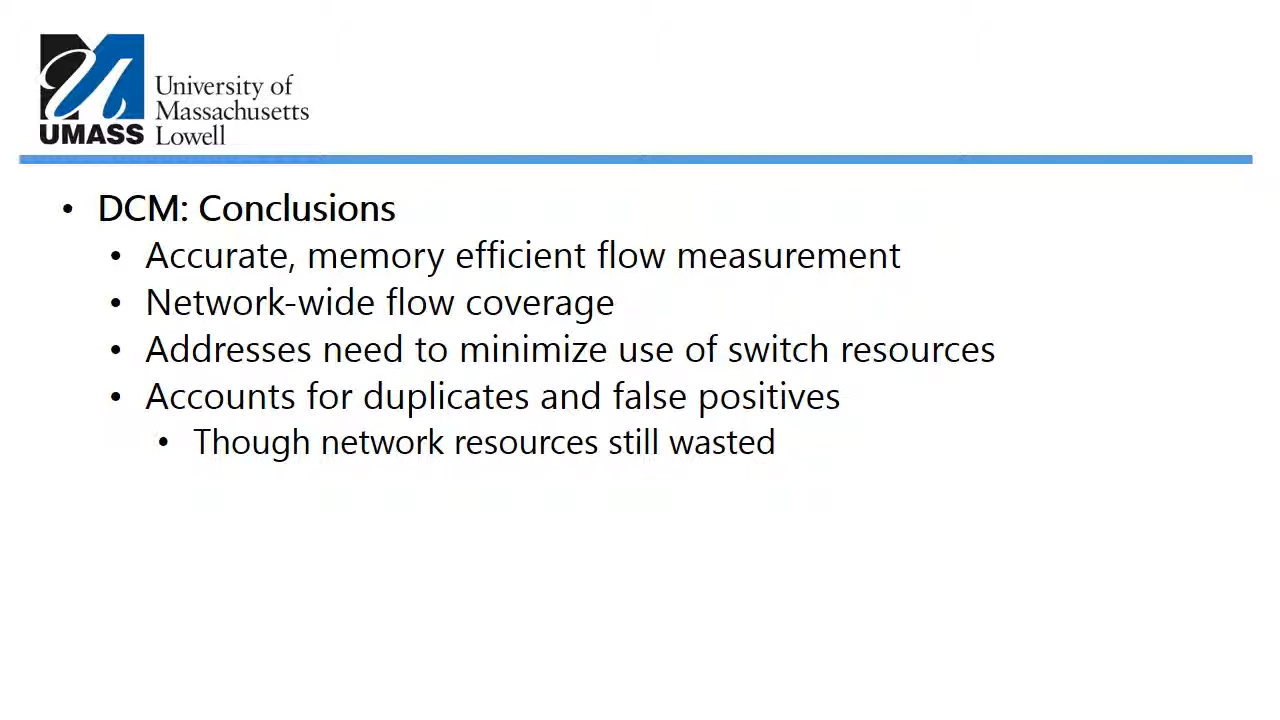 UMASS
University of
Massachusetts
Lowell
• DCM: Conclusions
• Accurate, memory efficient flow measurement
• Network-wide flow coverage
• Addresses need to minimize use of switch resources
• Accounts for duplicates and false positives
• Though network resources still wasted